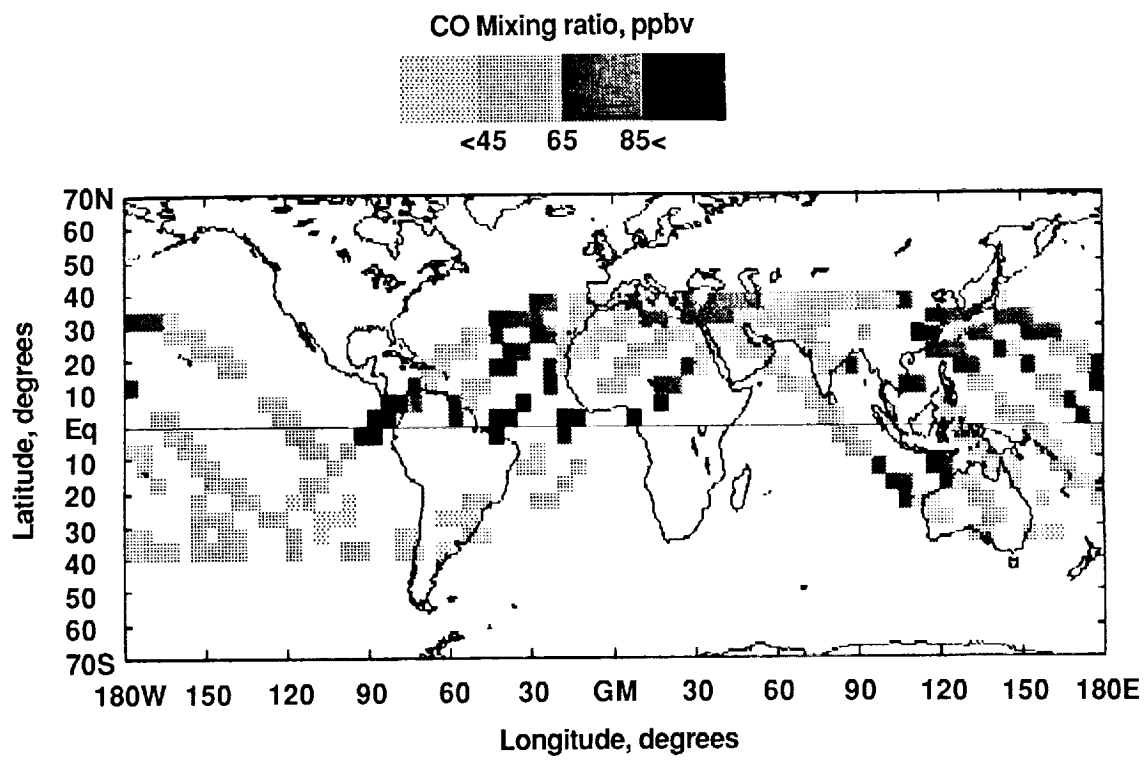 CO Mixing ratio, ppbv
<45 65 85<
70N
60
50
40
30
20
10
Eq
10
20
30
40
50
60
70S
Latitude, degrees
180W 150 120 90 60 30 GM 30 60 90 120 150 180E
Longitude, degrees